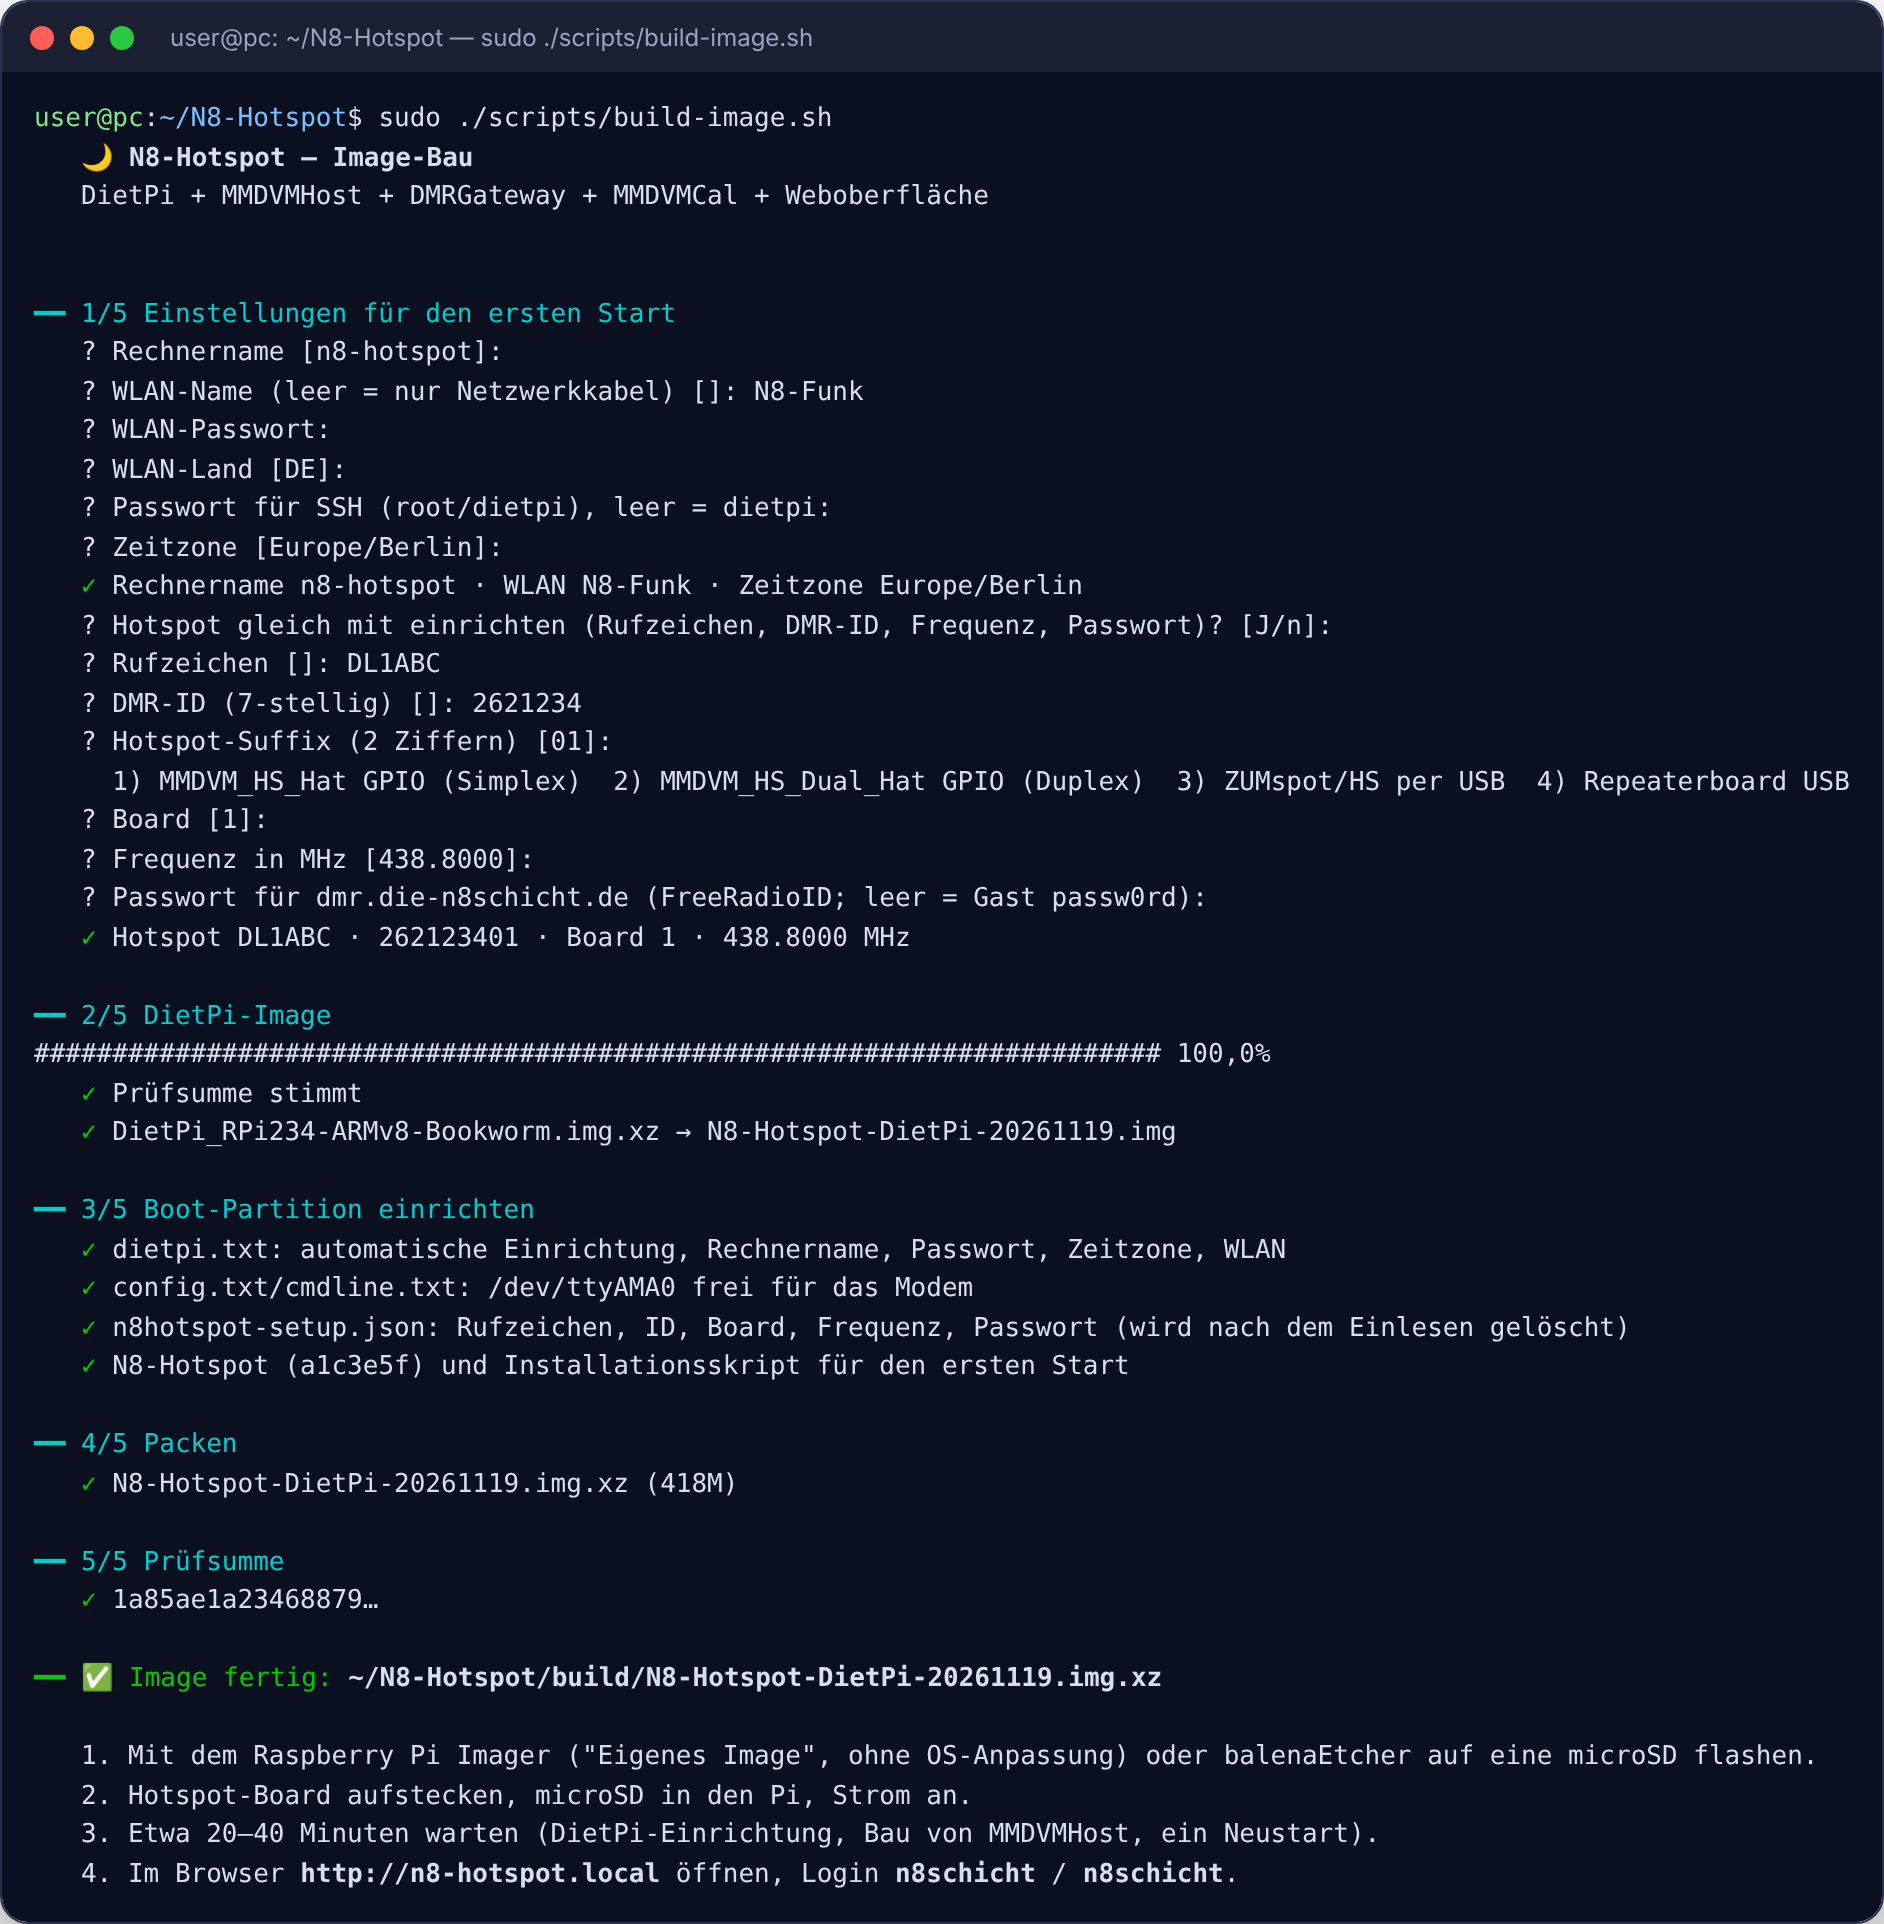 user@pc: ~/N8-Hotspot — sudo ./scripts/build-image.sh
user@pc:~/N8-Hotspot$ sudo ./scripts/build-image.sh
🌙 N8-Hotspot — Image-Bau
DietPi + MMDVMHost + DMRGateway + MMDVMCal + Weboberfläche
━━ 1/5 Einstellungen für den ersten Start
? Rechnername [n8-hotspot]:
? WLAN-Name (leer = nur Netzwerkkabel) []: N8-Funk
? WLAN-Passwort:
? WLAN-Land [DE]:
? Passwort für SSH (root/dietpi), leer = dietpi:
? Zeitzone [Europe/Berlin]:
✓ Rechnername n8-hotspot · WLAN N8-Funk · Zeitzone Europe/Berlin
? Hotspot gleich mit einrichten (Rufzeichen, DMR-ID, Frequenz, Passwort)? [J/n]:
? Rufzeichen []: DL1ABC
? DMR-ID (7-stellig) []: 2621234
? Hotspot-Suffix (2 Ziffern) [01]:
1) MMDVM_HS_Hat GPIO (Simplex)  2) MMDVM_HS_Dual_Hat GPIO (Duplex)  3) ZUMspot/HS per USB  4) Repeaterboard USB
? Board [1]:
? Frequenz in MHz [438.8000]:
? Passwort für dmr.die-n8schicht.de (FreeRadioID; leer = Gast passw0rd):
✓ Hotspot DL1ABC · 262123401 · Board 1 · 438.8000 MHz
━━ 2/5 DietPi-Image
######################################################################## 100,0%
✓ Prüfsumme stimmt
✓ DietPi_RPi234-ARMv8-Bookworm.img.xz → N8-Hotspot-DietPi-20261119.img
━━ 3/5 Boot-Partition einrichten
✓ dietpi.txt: automatische Einrichtung, Rechnername, Passwort, Zeitzone, WLAN
✓ config.txt/cmdline.txt: /dev/ttyAMA0 frei für das Modem
✓ n8hotspot-setup.json: Rufzeichen, ID, Board, Frequenz, Passwort (wird nach dem Einlesen gelöscht)
✓ N8-Hotspot (a1c3e5f) und Installationsskript für den ersten Start
━━ 4/5 Packen
✓ N8-Hotspot-DietPi-20261119.img.xz (418M)
━━ 5/5 Prüfsumme
✓ 1a85ae1a23468879…
━━ ✅ Image fertig: ~/N8-Hotspot/build/N8-Hotspot-DietPi-20261119.img.xz
1. Mit dem Raspberry Pi Imager ("Eigenes Image", ohne OS-Anpassung) oder balenaEtcher auf eine microSD flashen.
2. Hotspot-Board aufstecken, microSD in den Pi, Strom an.
3. Etwa 20–40 Minuten warten (DietPi-Einrichtung, Bau von MMDVMHost, ein Neustart).
4. Im Browser http://n8-hotspot.local öffnen, Login n8schicht / n8schicht.